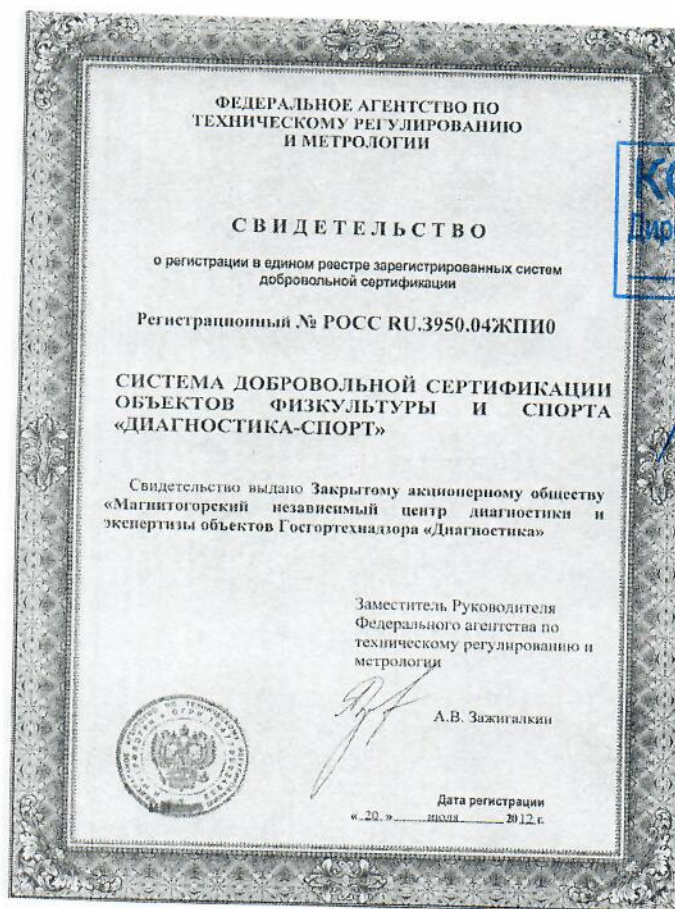 ФЕДЕРАЛЬНОЕ АГЕНТСТВО ПО
ТЕХНИЧЕСКОМУ РЕГУЛИРОВАНИЮ
И МЕТРОЛОГИИ
СВИДЕТЕЛЬСТВО
о регистрации в едином реестре зарегистрированных систем
добровольной сертификации
Регистрационный № РОСС RU.З950.04ЖПИ0
СИСТЕМА ДОБРОВОЛЬНОЙ СЕРТИФИКАЦИИ
ОБЪЕКТОВ ФИЗКУЛЬТУРЫ И СПОРТА
«ДИАГНОСТИКА-СПОРТ»
Свидетельство выдано Закрытому акционерному обществу
«Магнитогорский независимый центр диагностики и
экспертизы объектов Госгортехнадзора «Диагностика»
Заместитель Руководителя
Федерального агентства по
техническому регулированию и
метрологии
А.В. Зажигалкин
Дата регистрации
« 20 » июля 2012 г.